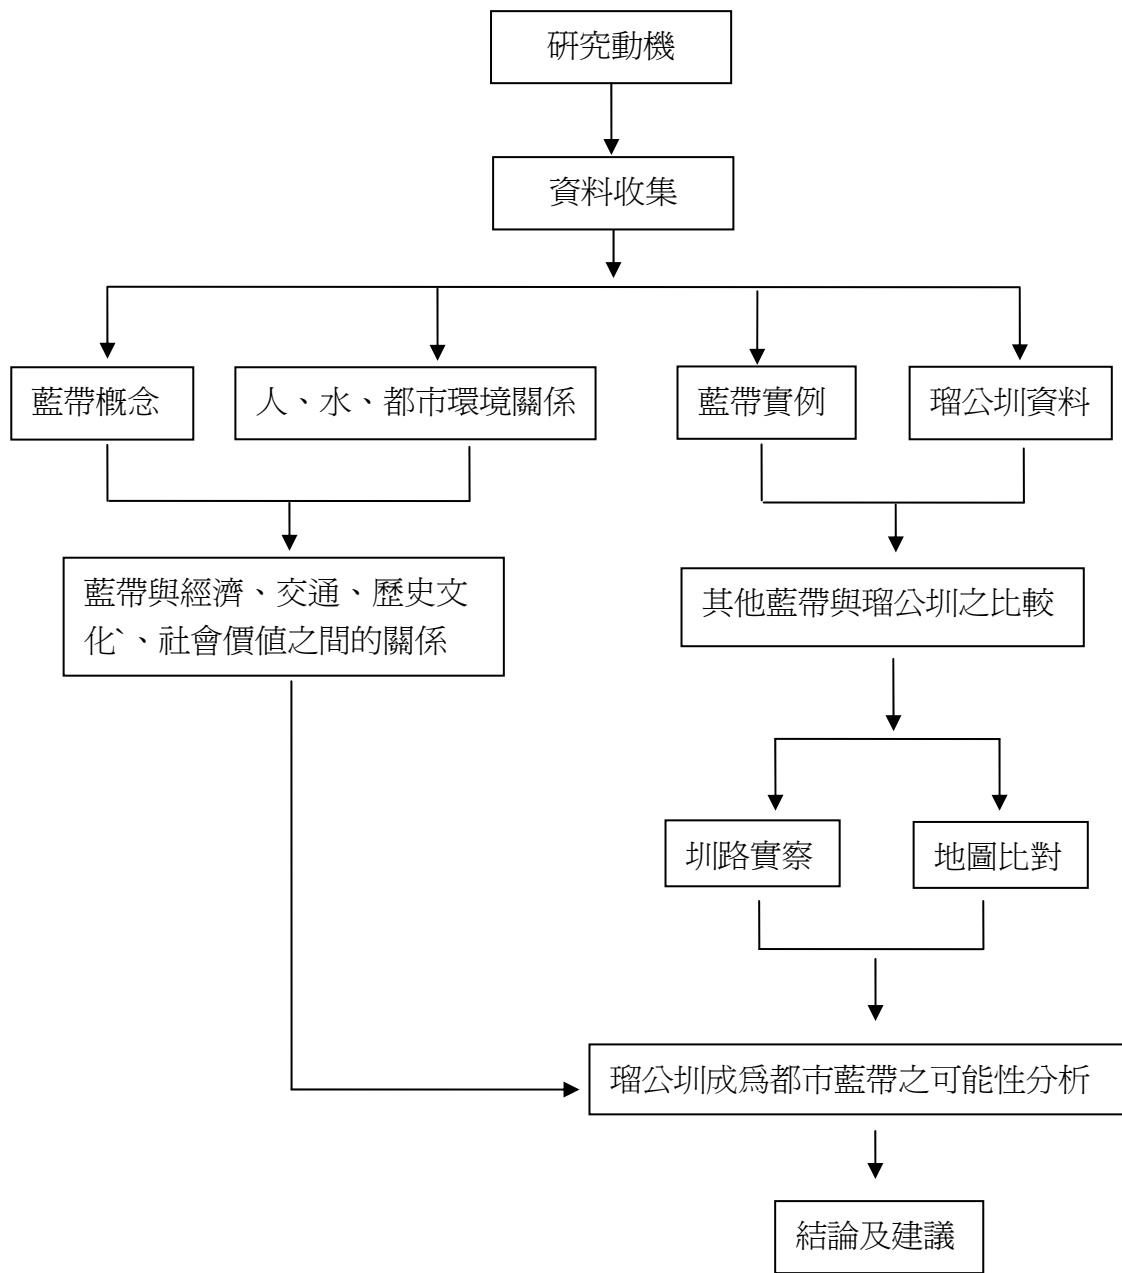 研究動機
資料收集
藍帶概念
人、水、都市環境關係
藍帶實例
瑠公圳資料
藍帶與經濟、交通、歷史文
化`、社會價值之間的關係
其他藍帶與瑠公圳之比較
圳路實察
地圖比對
瑠公圳成為都市藍帶之可能性分析
結論及建議